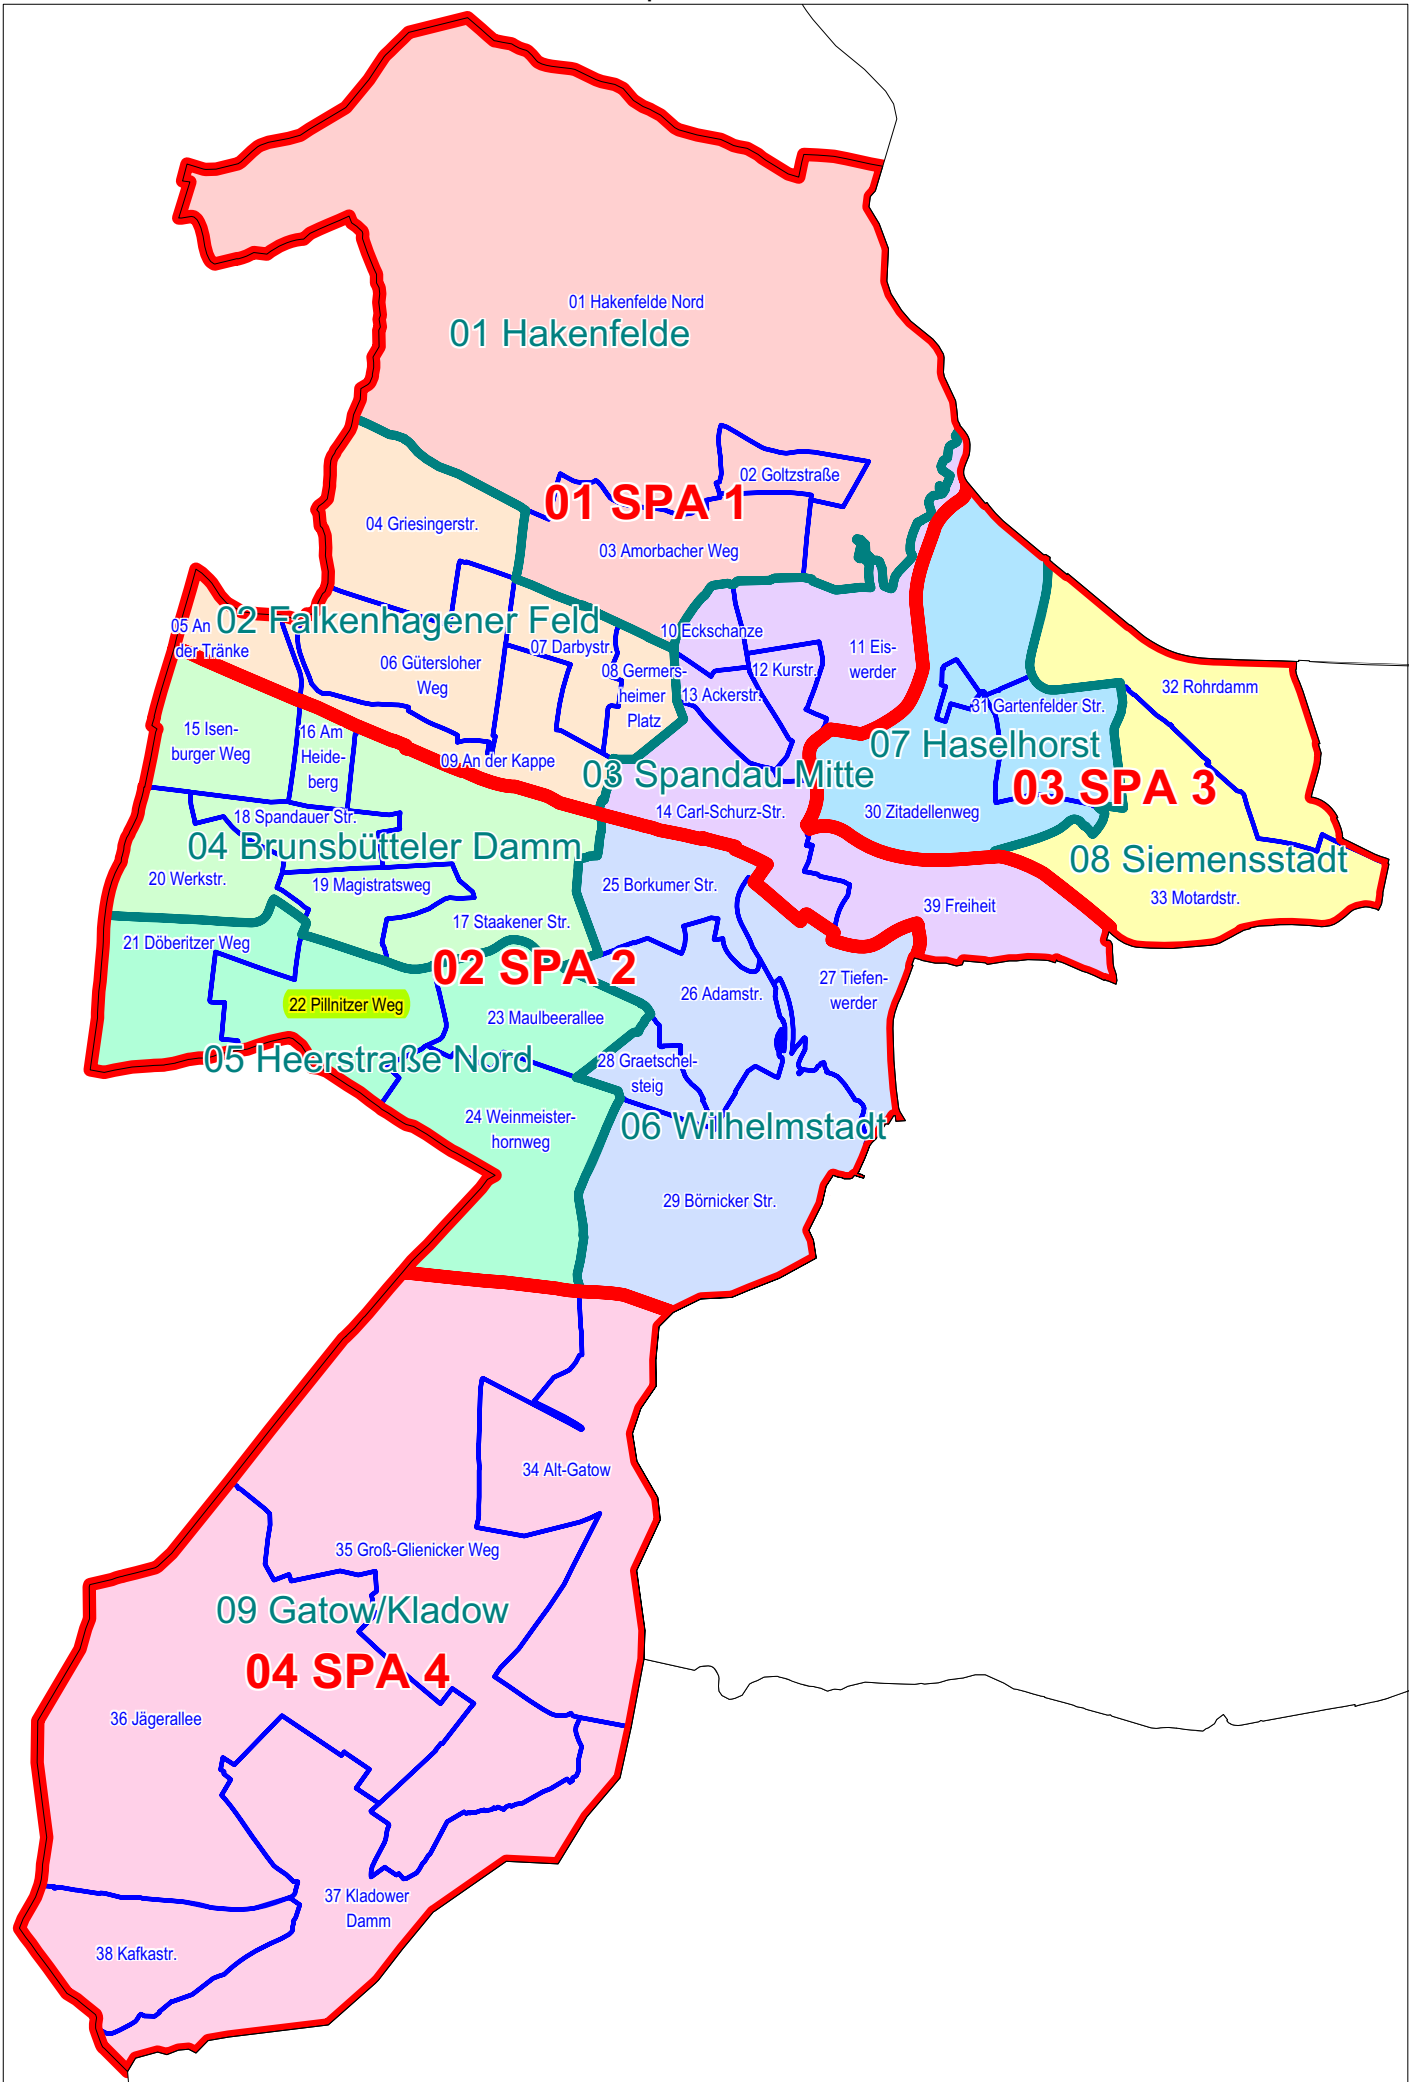 01 Hakenfelde Nord
01 Hakenfelde
02 Goltzstraße
01 SPA 1
04 Griesingerstr.
03 Amorbacher Weg
05 An
der Tränke
02 Falkenhagener Feld
06 Gütersloher
Weg
07 Darbystr.
08 Germers-
heimer
Platz
09 An der Kappe
10 Eckschanze
11 Eis-
werder
12 Kurstr.
13 Ackerstr.
03 Spandau Mitte
14 Carl-Schurz-Str.
32 Rohrdamm
31 Gartenfelder Str.
07 Haselhorst
03 SPA 3
30 Zitadellenweg
08 Siemensstadt
33 Motardstr.
39 Freiheit
15 Isen-
burger Weg
16 Am
Heide-
berg
18 Spandauer Str.
04 Brunsbütteler Damm
20 Werkstr.
19 Magistratsweg
17 Staakener Str.
21 Döberitzer Weg
02 SPA 2
22 Pillnitzer Weg
23 Maulbeerallee
05 Heerstraße Nord
24 Weinmeister-
hornweg
25 Borkumer Str.
26 Adamstr.
27 Tiefen-
werder
28 Graetschel-
steig
06 Wilhelmstadt
29 Börnicker Str.
34 Alt-Gatow
35 Groß-Glienicker Weg
09 Gatow/Kladow
04 SPA 4
36 Jägerallee
37 Kladower
Damm
38 Kafkastr.